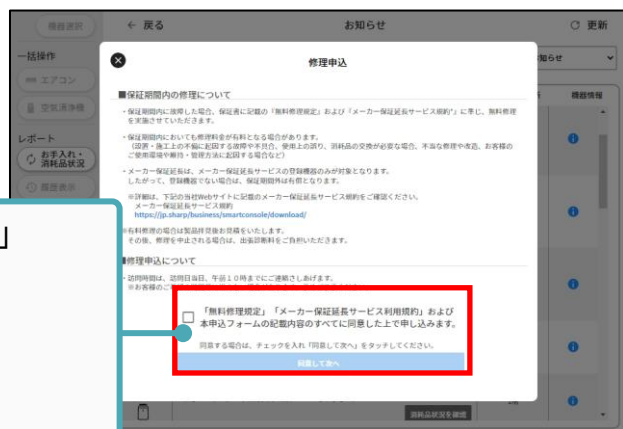 機器選択
← 戻る
お知らせ
更新
一括操作
エアコン
空気清浄機
レポート
お手入れ・
消耗品状況
履歴表示
」
らせ
機器情報
修理申込
■保証期間内の修理について
・保証期間内に故障した場合、保証書に記載の「無料修理規定」および「メーカー保証延長サービス規約*」に準じ、無料修理
を実施させていただきます。
・保証期間内においても修理料金が有料となる場合があります。
(設置・施工上の不備に起因する故障や不具合、使用上の誤り、消耗品の交換が必要な場合、不当な修理や改造、お客様の
ご使用環境や維持・管理方法に起因する場合など)
・メーカー保証延長は、メーカー保証延長サービスの登録機器のみが対象となります。
したがって、登録機器でない場合は、保証期間外は有償となります。
※詳細は、下記の当社Webサイトに記載のメーカー保証延長サービス規約をご確認ください。
メーカー保証延長サービス規約
https://jp.sharp/business/smartconsole/download/
※有料修理の場合は製品拝見後お見積をいたします。
その後、修理を中止される場合は、出張診断料をご負担いただきます。
■修理申込について
・訪問時間は、訪問日当日、午前10時までにご連絡しあげます。
※お客様のご
「無料修理規定」「メーカー保証延長サービス利用規約」および
本申込フォームの記載内容のすべてに同意した上で申し込みます。
同意する場合は、チェックを入れ「同意して次へ」をタッチしてください。
同意して次へ
消耗品状況を確認